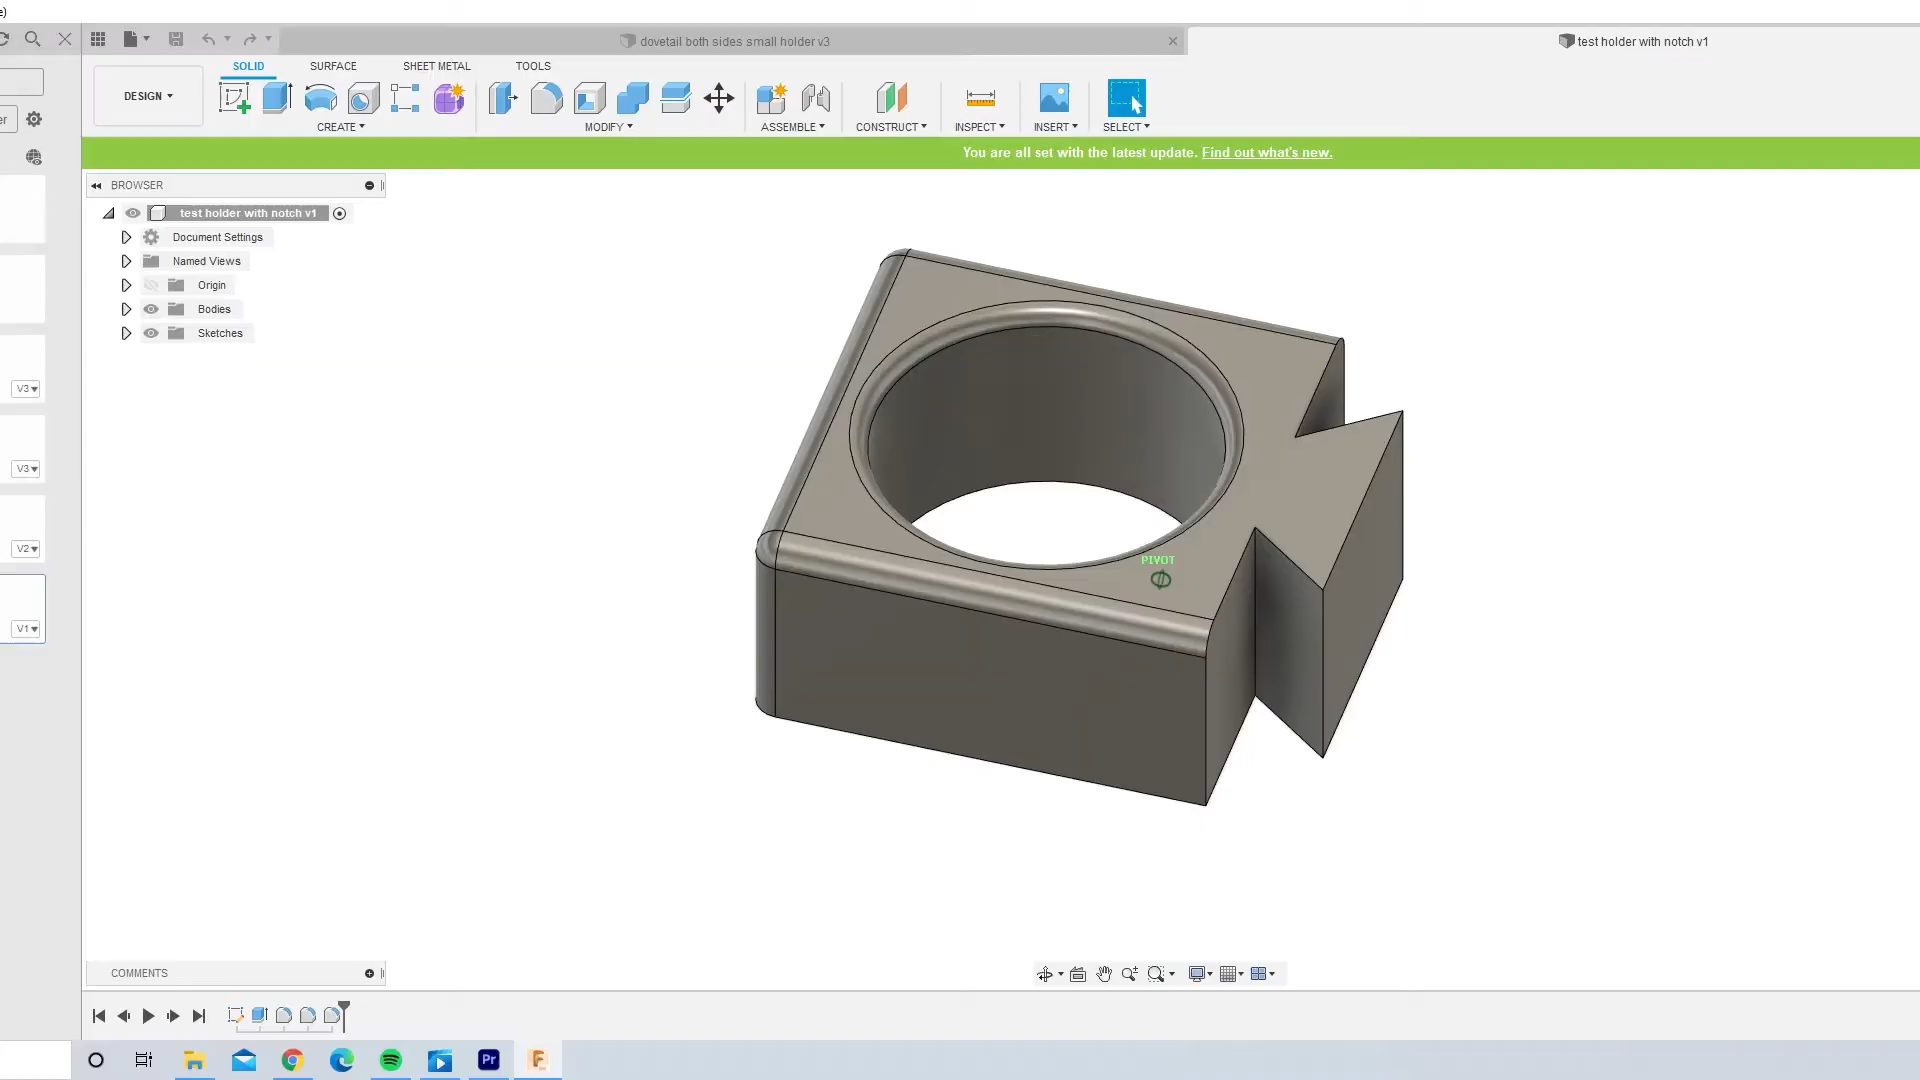 e)
dovetail both sides small holder v3
test holder with notch v1
SOLID
SURFACE
SHEET METAL
TOOLS
DESIGN
er
CREATE
MODIFY
ASSEMBLE
CONSTRUCT
INSPECT
INSERT
SELECT
You are all set with the latest update. Find out what's new.
BROWSER
test holder with notch v1
Document Settings
Named Views
Origin
Bodies
Sketches
V3
V3
V2
V1
PIVOT
COMMENTS
Pr
F